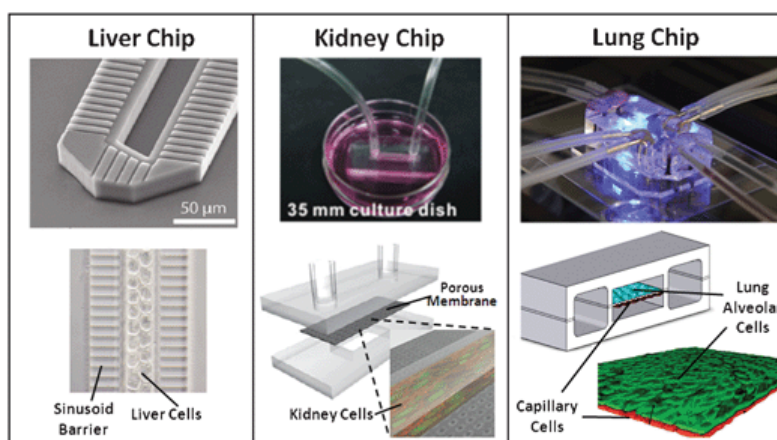 Liver Chip
Kidney Chip
Lung Chip
50 μm
35 mm culture dish
Sinusoid
Barrier
Liver Cells
Porous
Membrane
Kidney Cells
Lung
Alveolar
Cells
Capillary
Cells